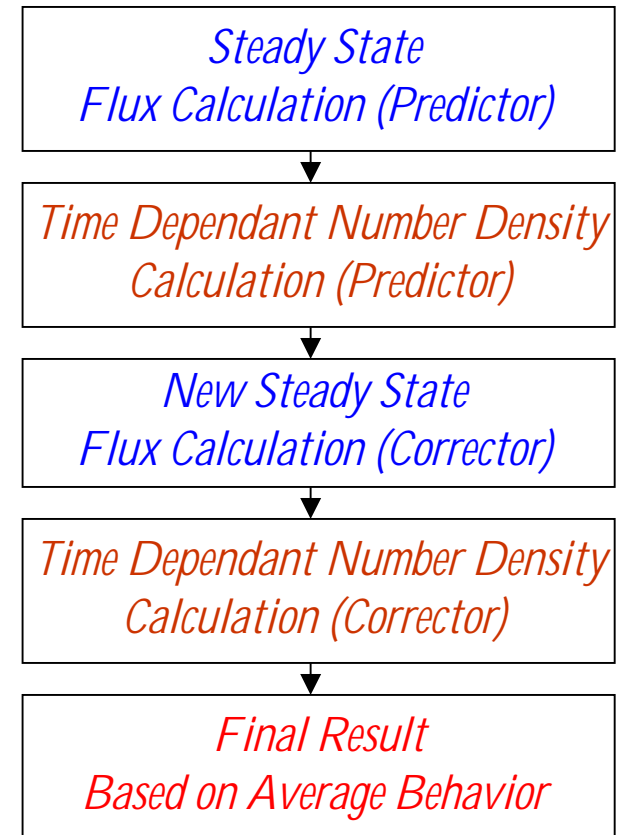 Steady State
Flux Calculation (Predictor)
Time Dependant Number Density
Calculation (Predictor)
New Steady State
Flux Calculation (Corrector)
Time Dependant Number Density
Calculation (Corrector)
Final Result
Based on Average Behavior